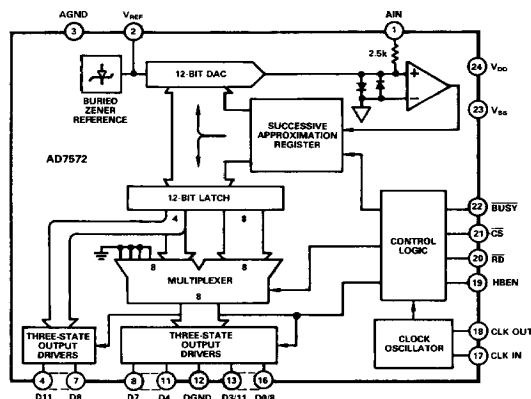 AGND
VREF
AIN
3
2
1
2.5k
12-BIT DAC
+
−
24
VDD
BURIED
ZENER
REFERENCE
23
VSS
SUCCESSIVE
APPROXIMATION
REGISTER
AD7572
12-BIT LATCH
4
8
22
BUSY
21
CS
CONTROL
LOGIC
20
RD
8
8
MULTIPLEXER
8
19
HBEN
THREE-STATE
OUTPUT
DRIVERS
THREE-STATE
OUTPUT
DRIVERS
CLOCK
OSCILLATOR
18
CLK OUT
17
CLK IN
4
7
8
11
12
13
16
D11
D8
D7
D4
DGND
D3/11
D0/8